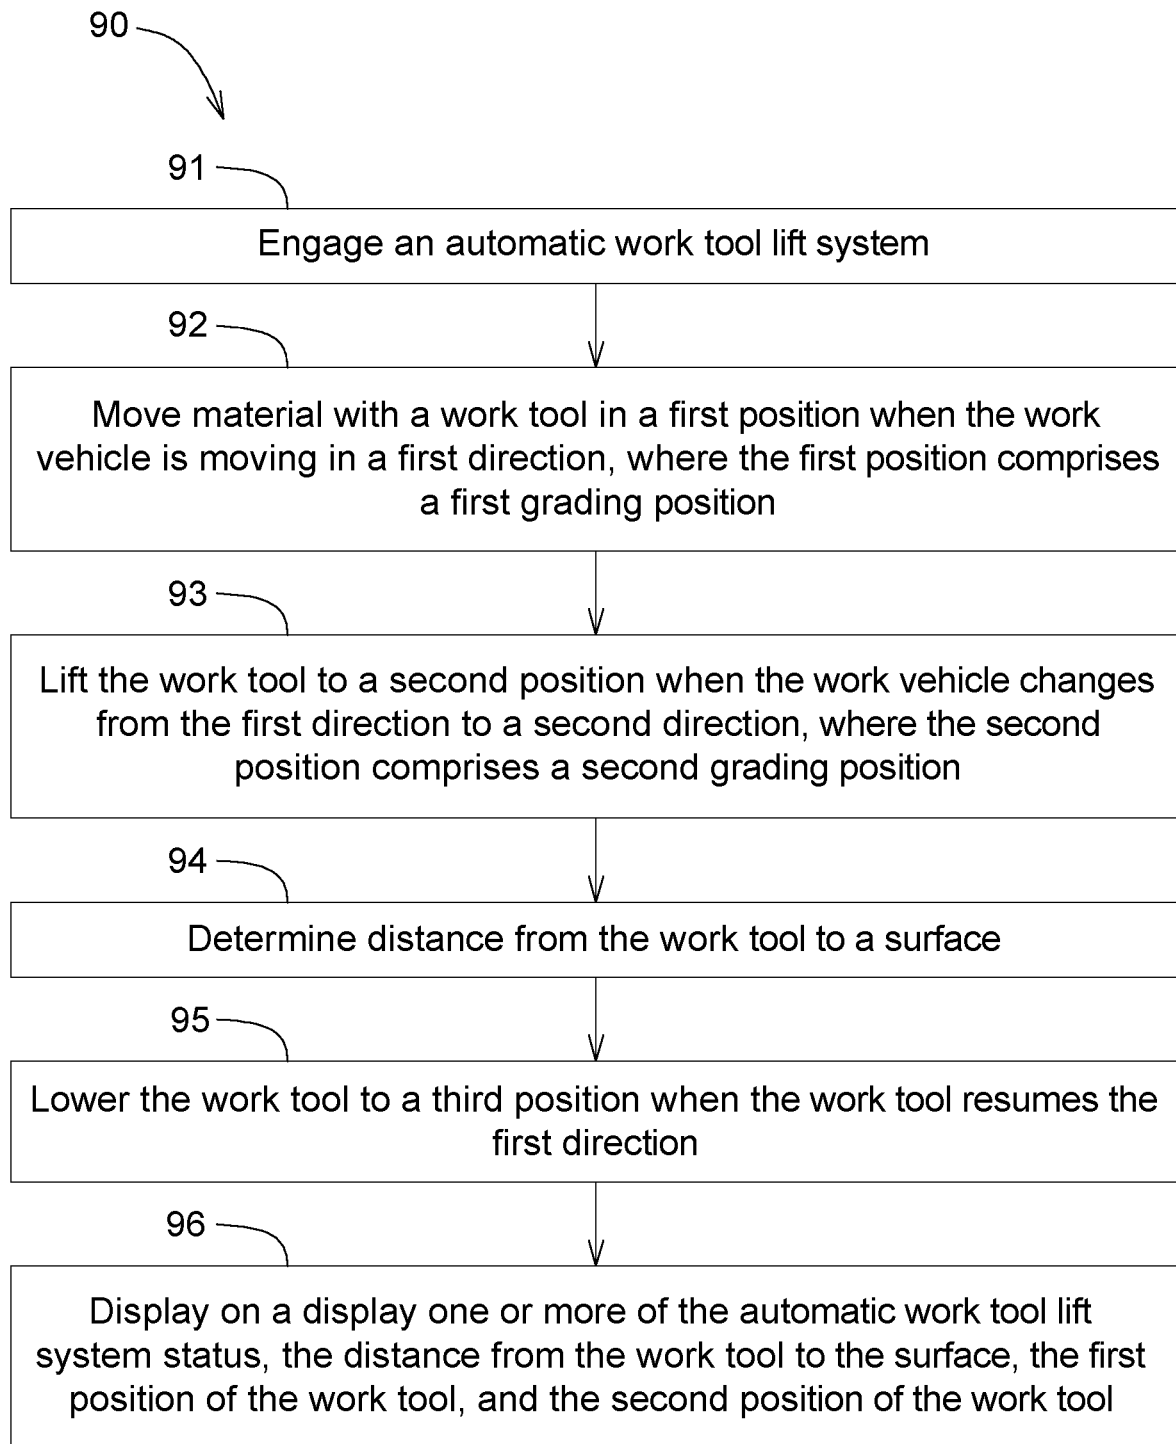 90
91
Engage an automatic work tool lift system
92
Move material with a work tool in a first position when the work
vehicle is moving in a first direction, where the first position comprises
a first grading position
93
Lift the work tool to a second position when the work vehicle changes
from the first direction to a second direction, where the second
position comprises a second grading position
94
Determine distance from the work tool to a surface
95
Lower the work tool to a third position when the work tool resumes the
first direction
96
Display on a display one or more of the automatic work tool lift
system status, the distance from the work tool to the surface, the first
position of the work tool, and the second position of the work tool